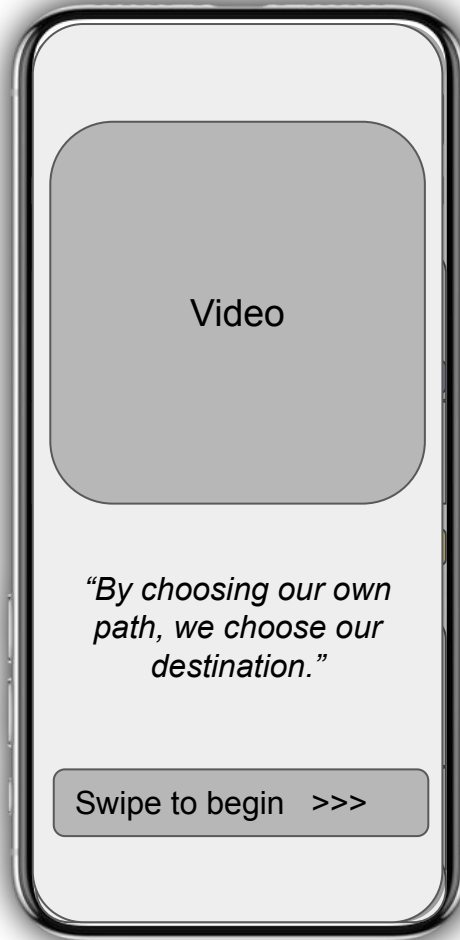 Video
“By choosing our own
path, we choose our
destination.”
Swipe to begin >>>